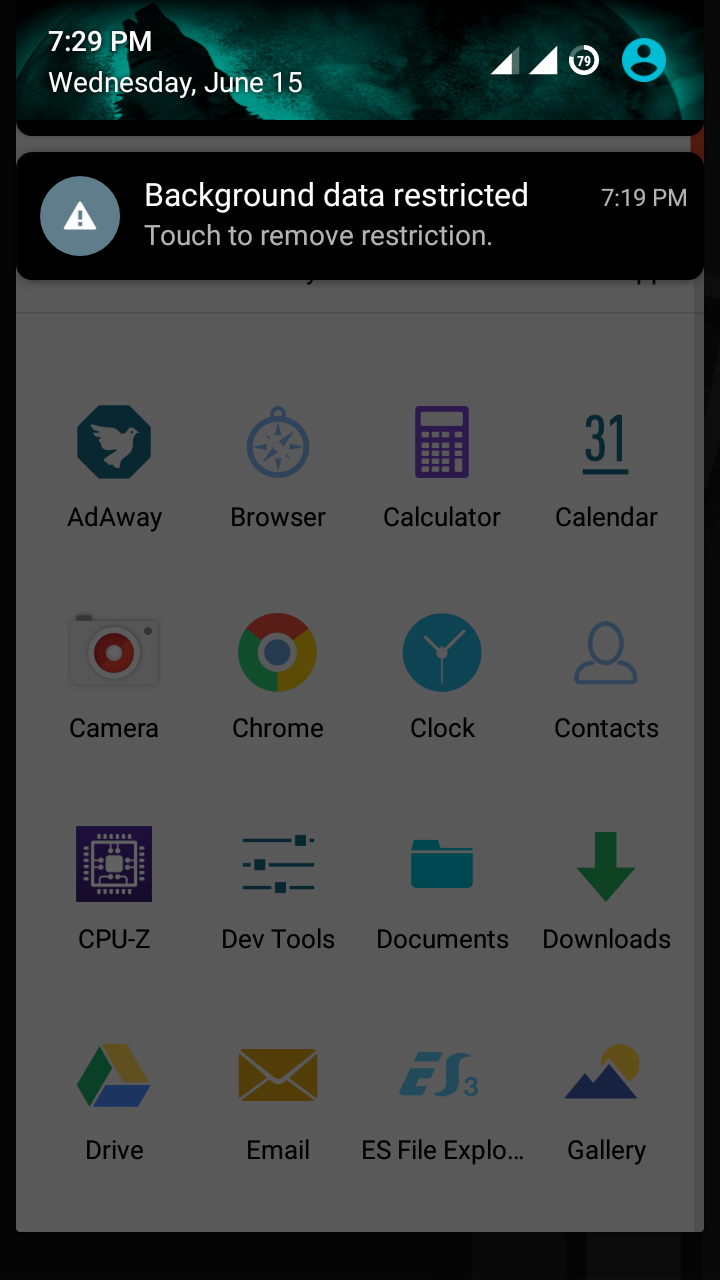 7:29 PM
79
Wednesday, June 15
Background data restricted 7:19 PM
Touch to remove restriction.
31
AdAway Browser Calculator Calendar
Camera Chrome Clock Contacts
CPU-Z Dev Tools Documents Downloads
ES3
Drive Email ES File Explo... Gallery